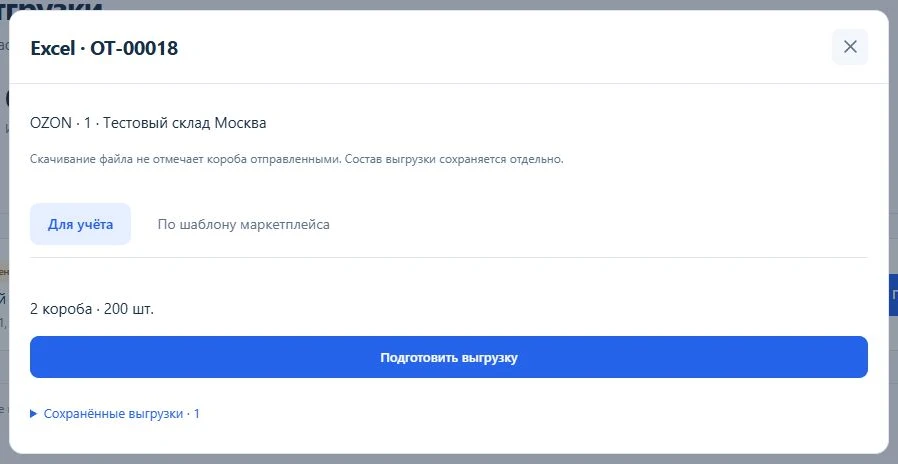 Excel · OT-00018
OZON · 1 · Тестовый склад Москва
Скачивание файла не отмечает короба отправленными. Состав выгрузки сохраняется отдельно.
Для учёта
По шаблону маркетплейса
2 короба · 200 шт.
Подготовить выгрузку
Сохранённые выгрузки · 1